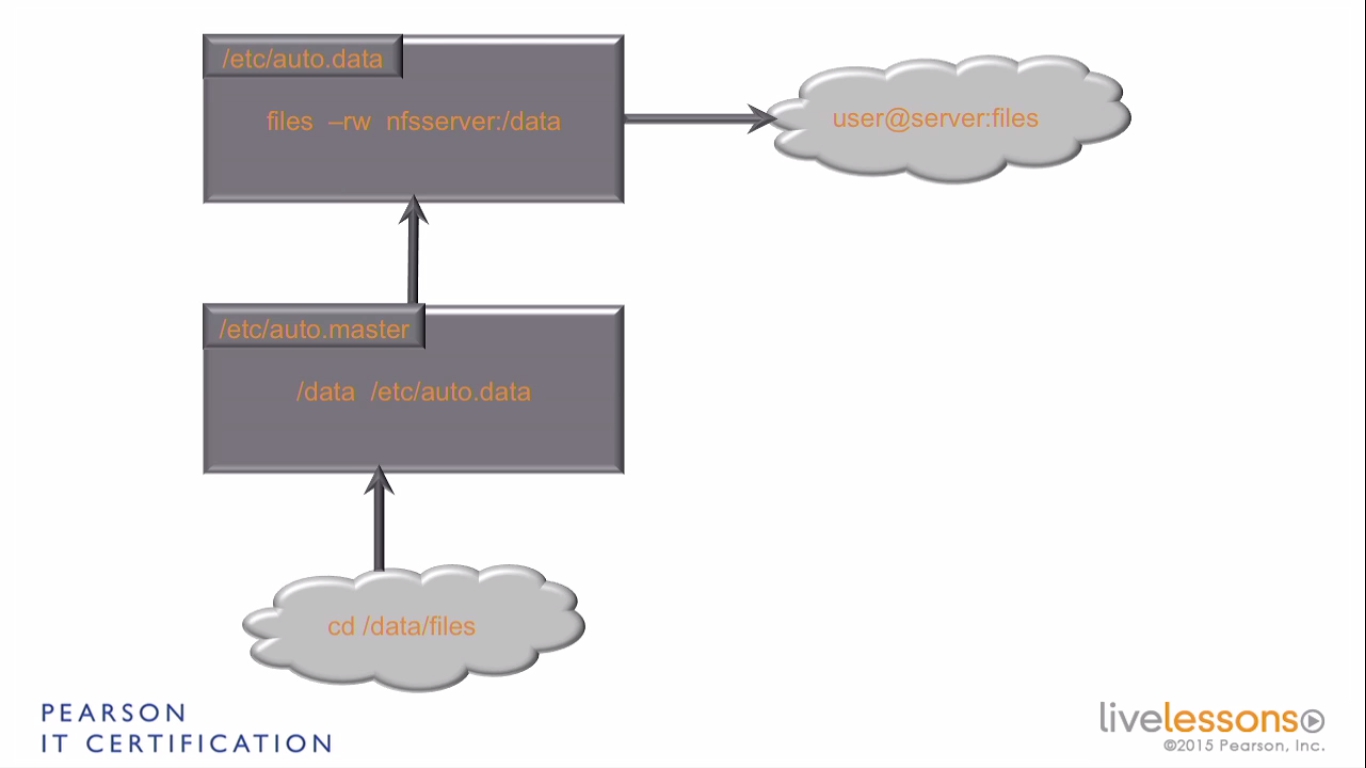 /etc/auto.data
files –rw nfsserver:/data
user@server:files
/etc/auto.master
/data /etc/auto.data
cd /data/files
PEARSON
IT CERTIFICATION
livelessons
©2015 Pearson, Inc.